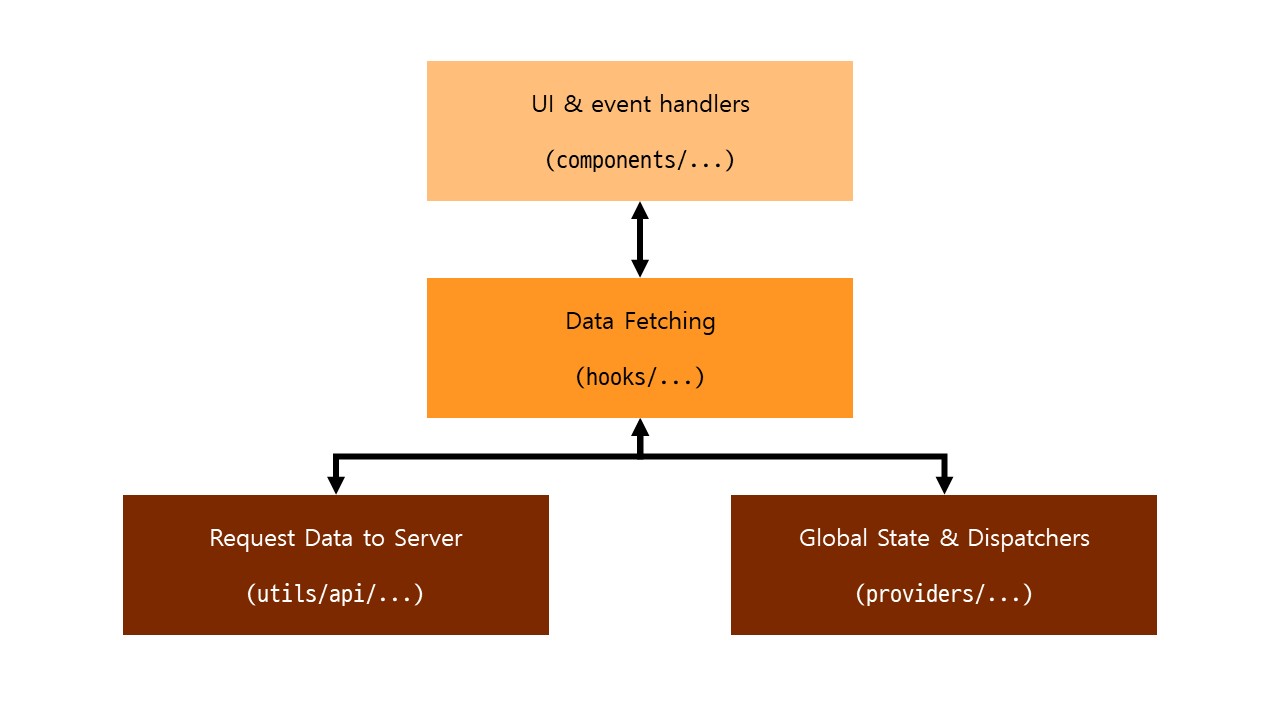 UI & event handlers
(components/...)
Data Fetching
(hooks/...)
Request Data to Server
(utils/api/...)
Global State & Dispatchers
(providers/...)